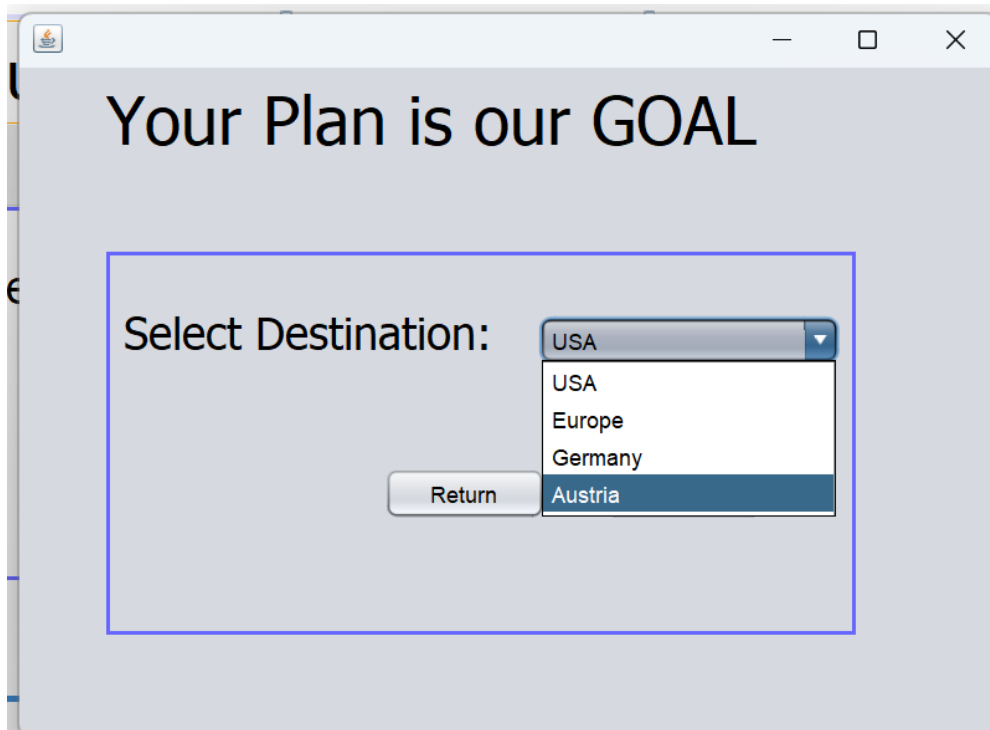 Your Plan is our GOAL
Select Destination:
USA
USA
Europe
Germany
Austria
Return